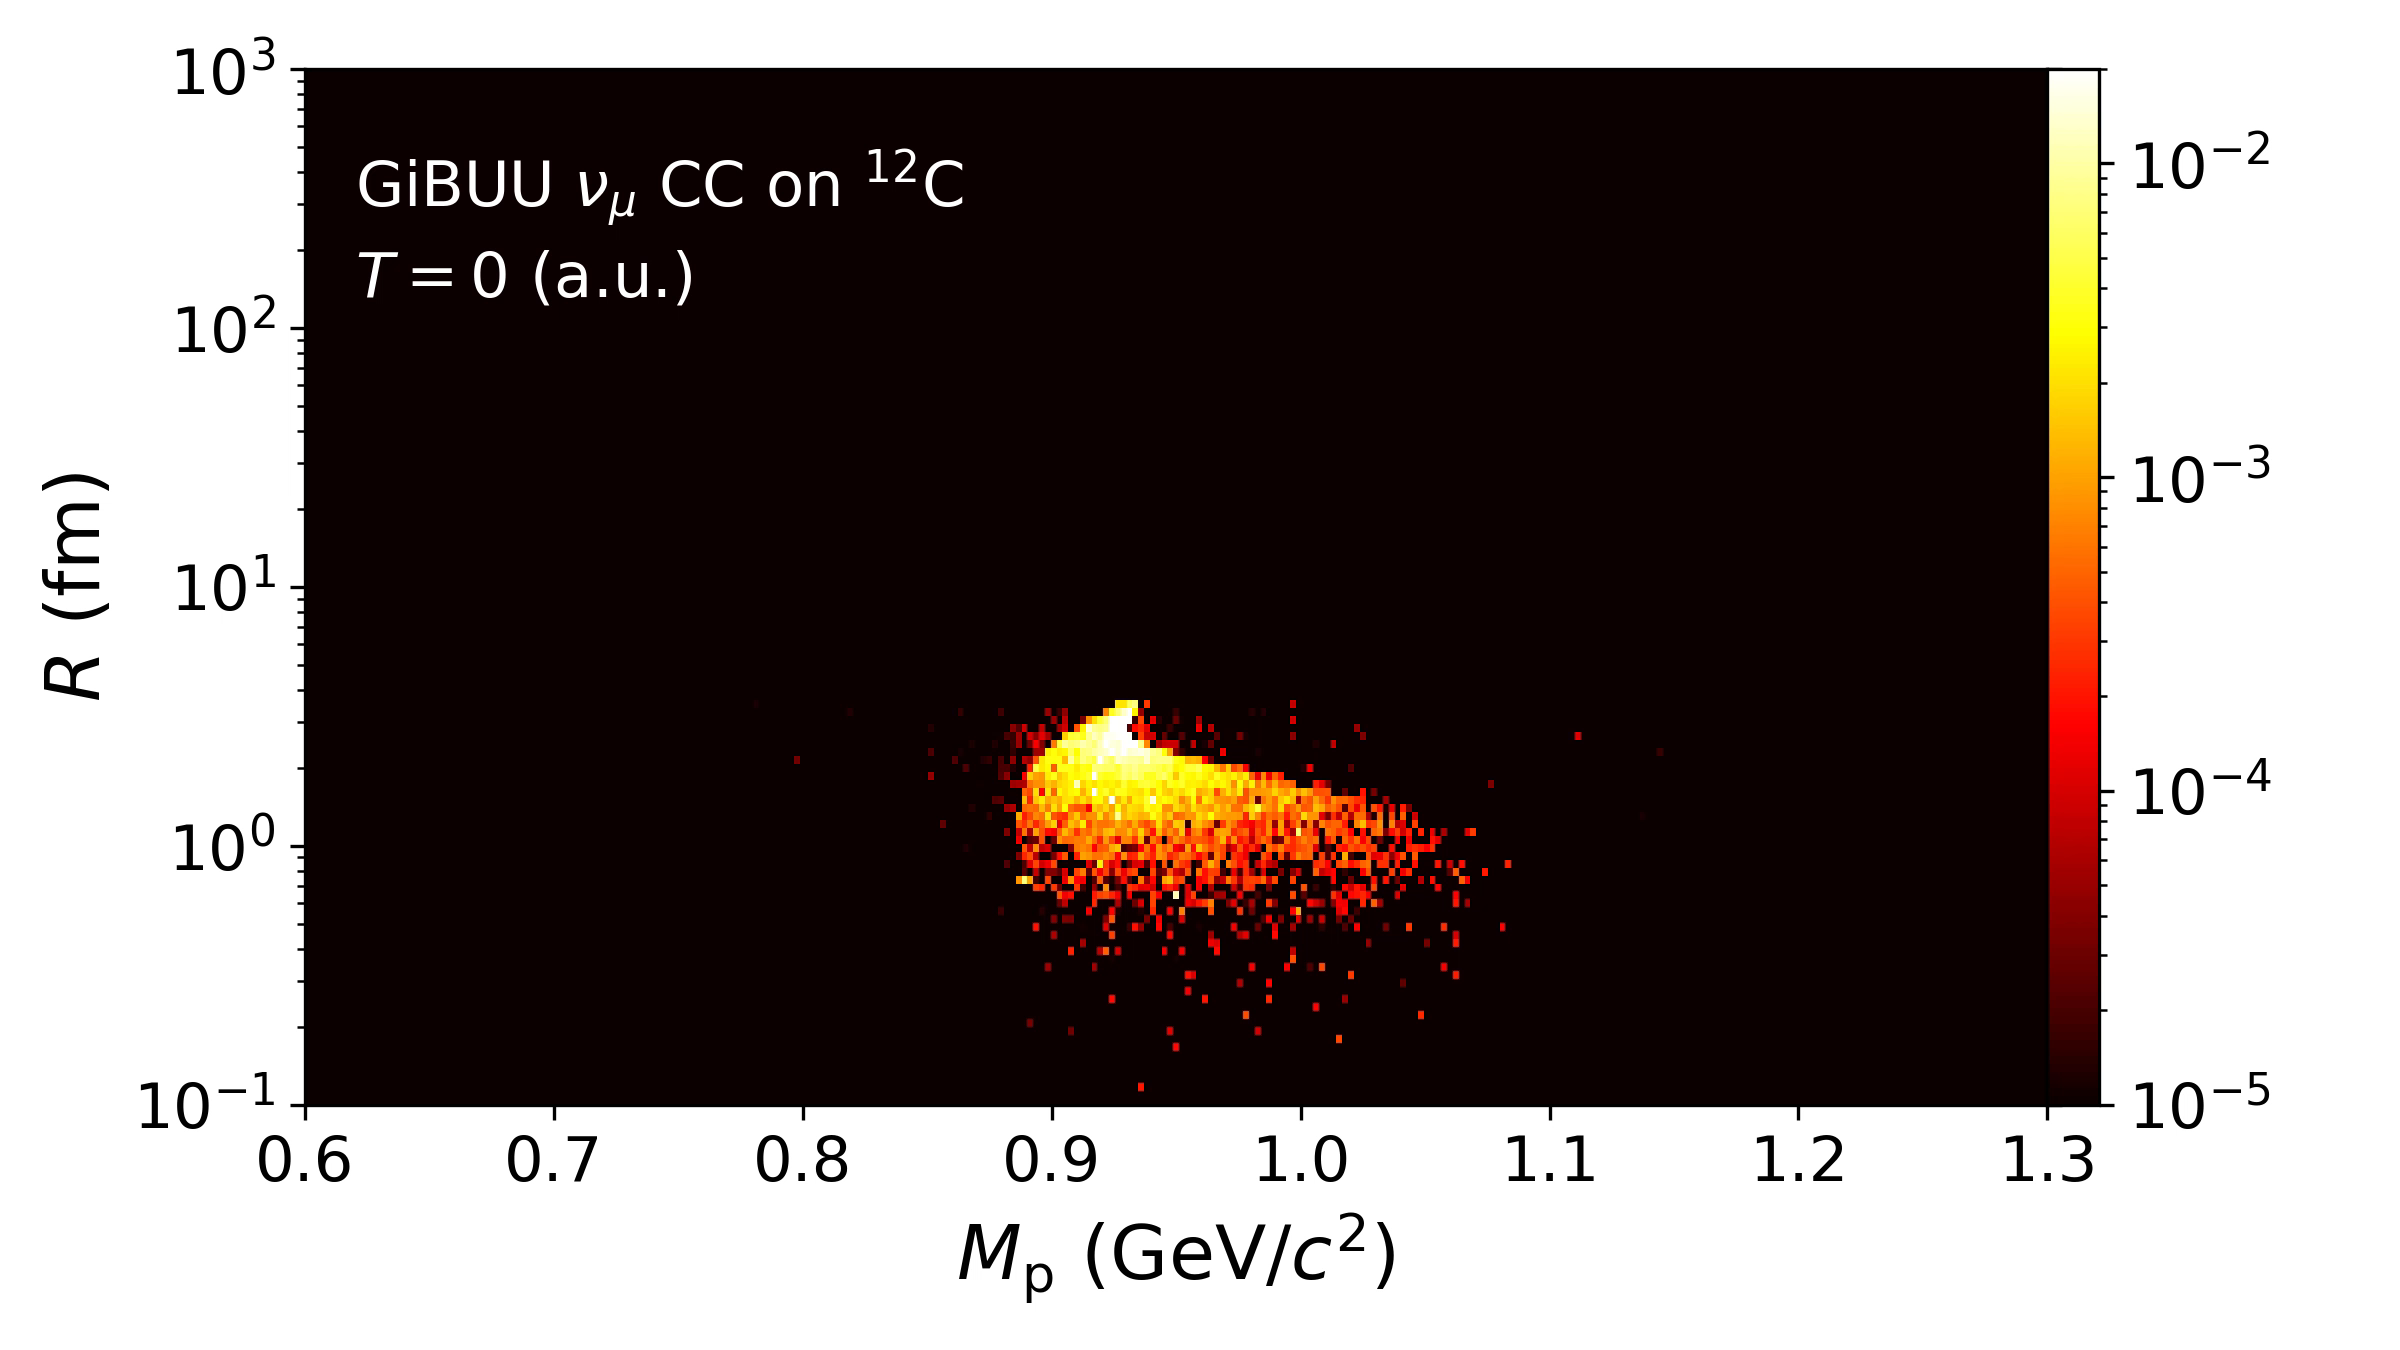 GiBUU ν_μ CC on ¹²C
T = 0 (a.u.)
R (fm)
10³
10²
10¹
10⁰
10⁻¹
0.6 0.7 0.8 0.9 1.0 1.1 1.2 1.3
M_p (GeV/c²)
10⁻²
10⁻³
10⁻⁴
10⁻⁵